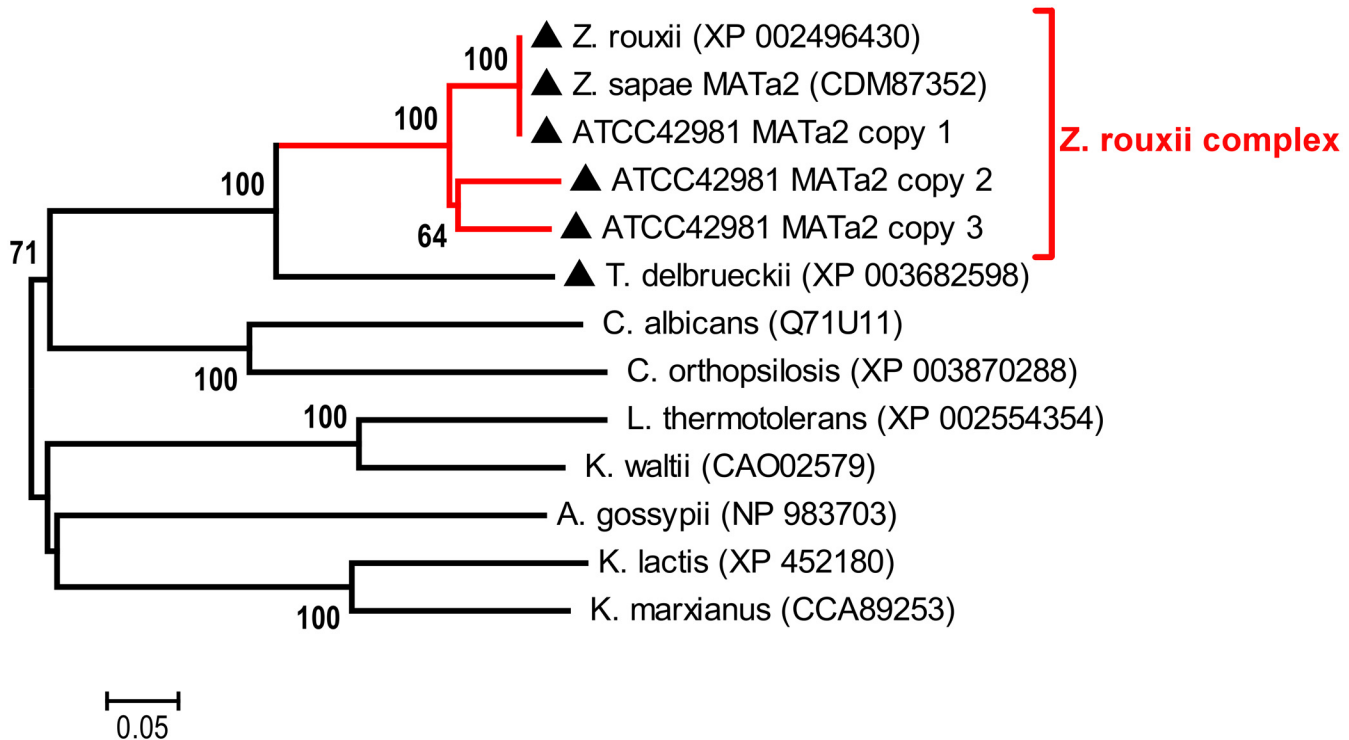 Z. rouxii (XP 002496430)
100
Z. sapae MATa2 (CDM87352)
100
ATCC42981 MATa2 copy 1
Z. rouxii complex
100
ATCC42981 MATa2 copy 2
64
ATCC42981 MATa2 copy 3
71
T. delbrueckii (XP 003682598)
C. albicans (Q71U11)
100
C. orthopsilosis (XP 003870288)
100
L. thermotolerans (XP 002554354)
K. waltii (CAO02579)
A. gossypii (NP 983703)
K. lactis (XP 452180)
100
K. marxianus (CCA89253)
0.05